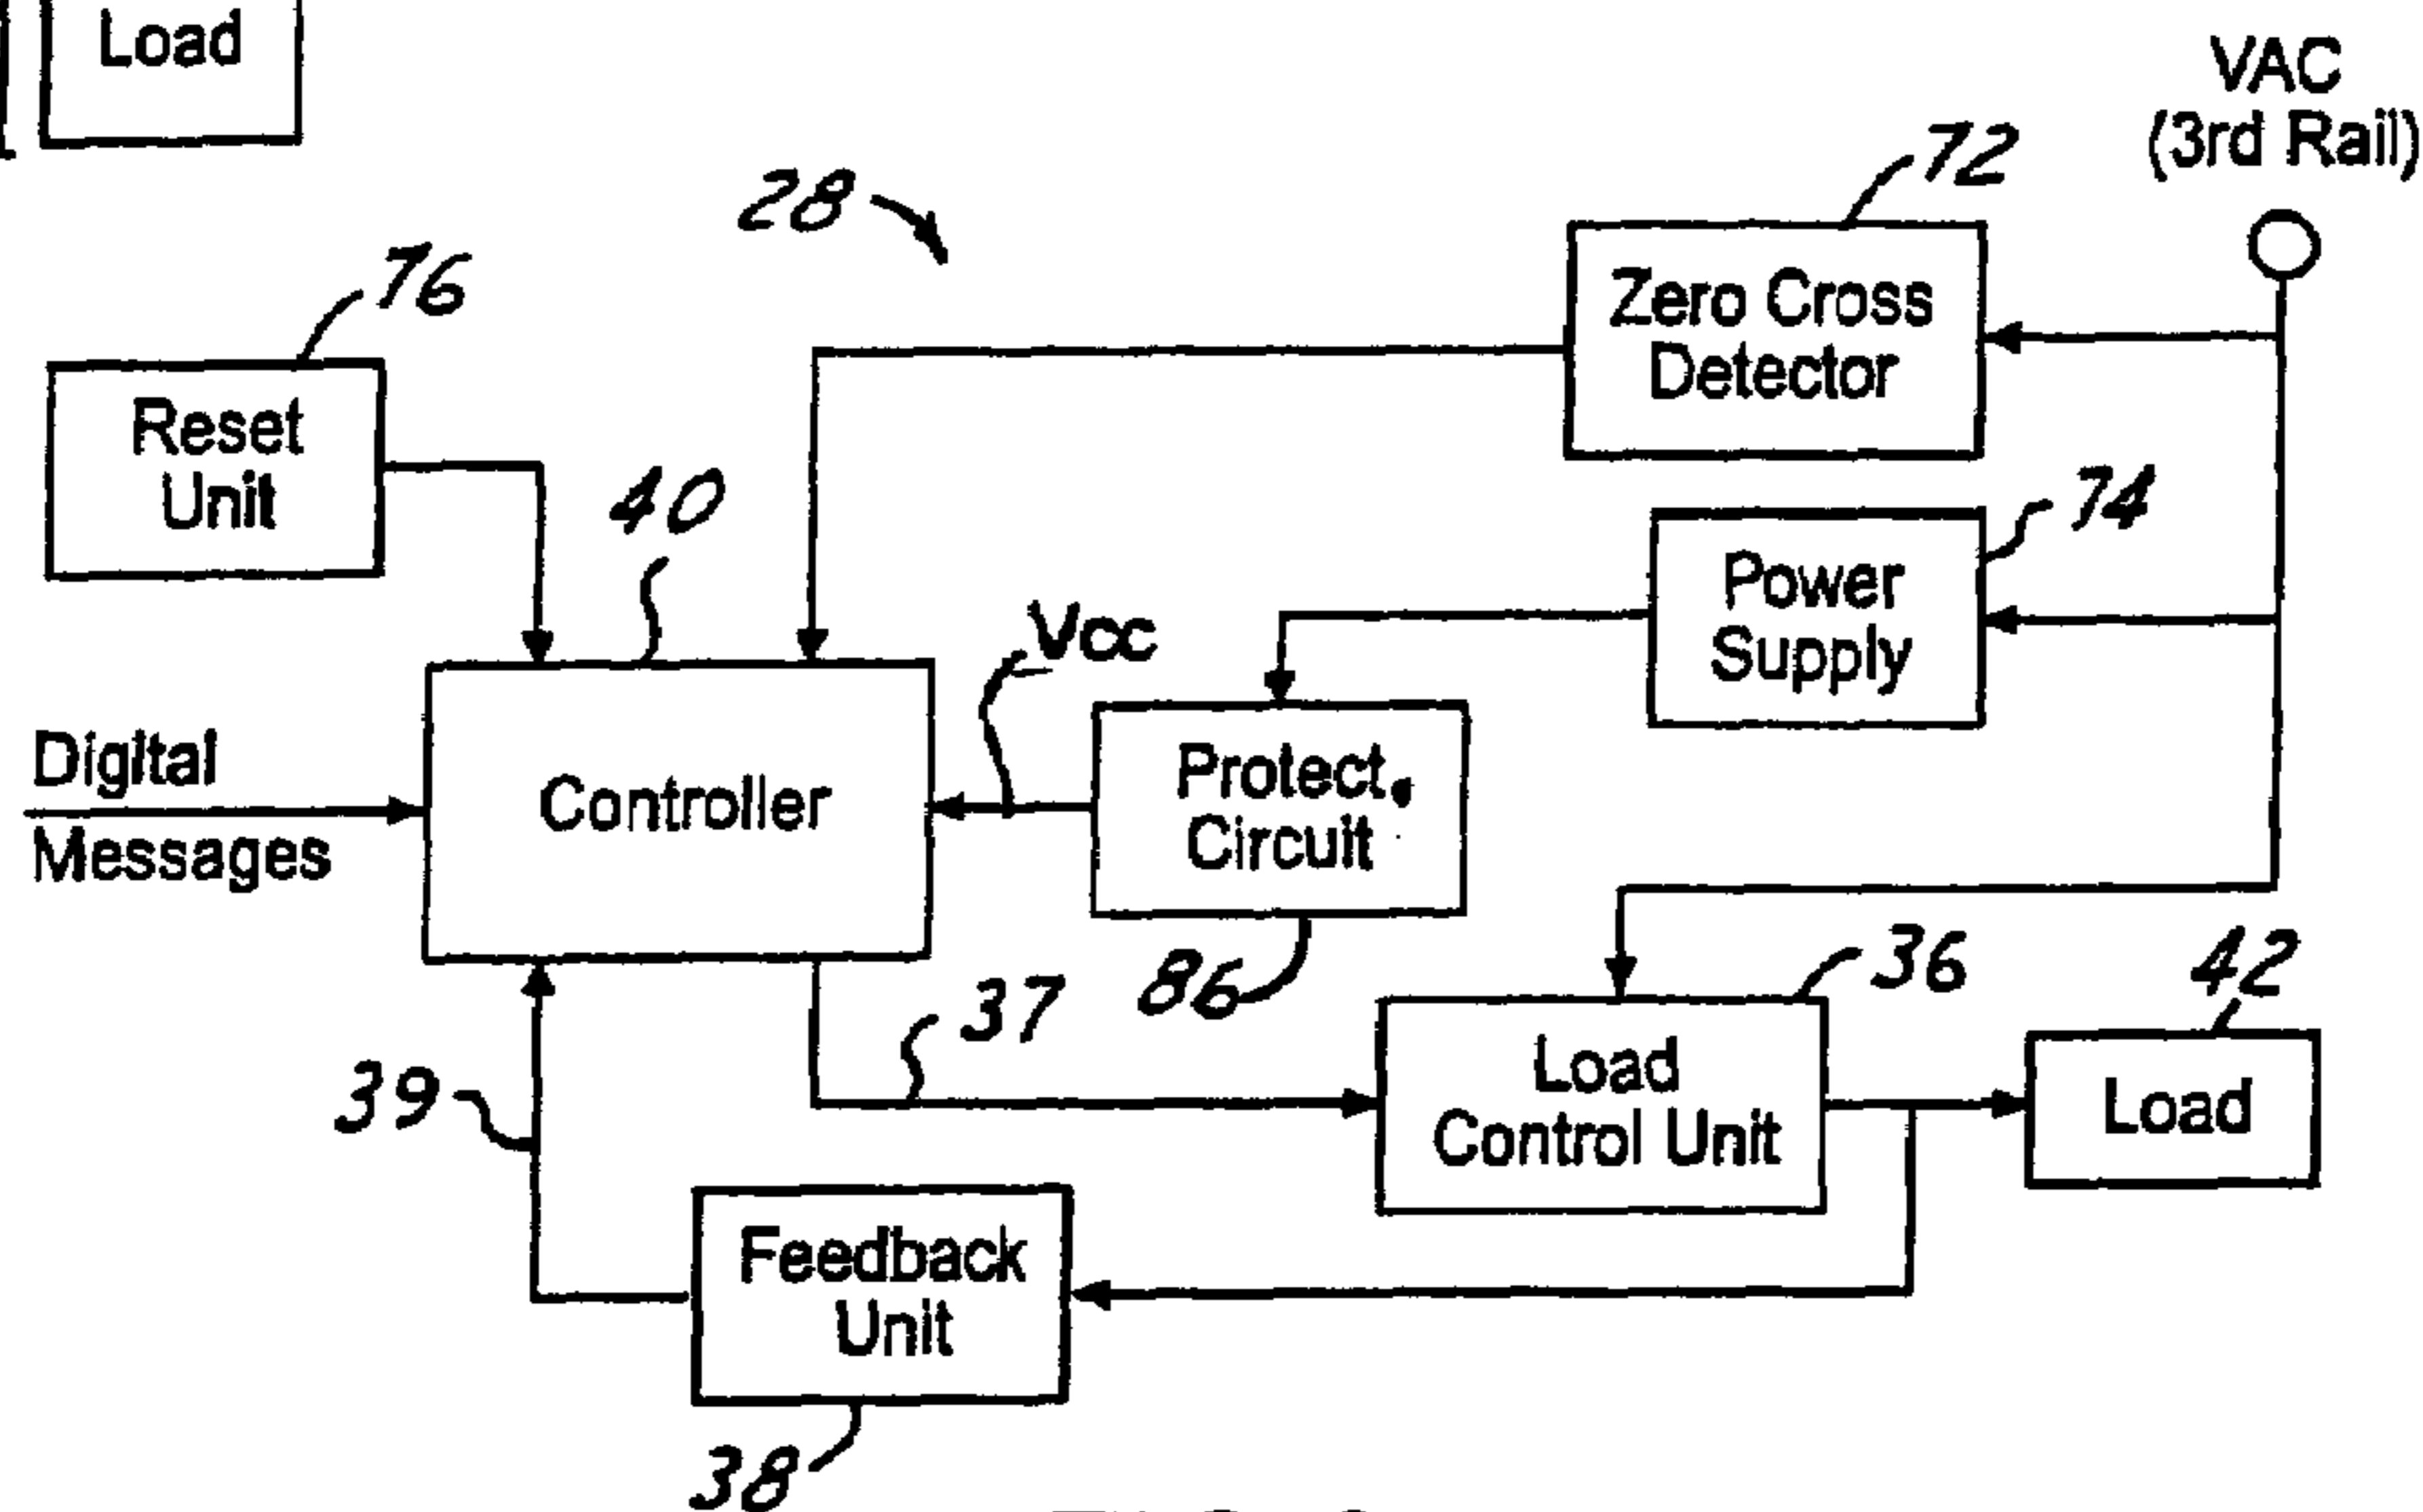 Load
VAC
(3rd Rail)
72
28
Zero Cross
Detector
76
Reset
Unit
40
74
Power
Supply
Vcc
Digital
Messages
Controller
Protect.
Circuit
86
36
42
37
Load
Control Unit
Load
39
Feedback
Unit
38